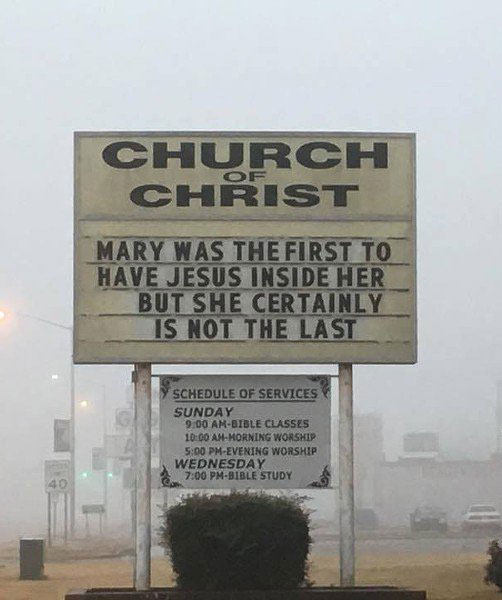 CHURCH
OF
CHRIST
MARY WAS THE FIRST TO
HAVE JESUS INSIDE HER
BUT SHE CERTAINLY
IS NOT THE LAST
SCHEDULE OF SERVICES
SUNDAY
9:00 AM-BIBLE CLASSES
10:00 AM-MORNING WORSHIP
5:00 PM-EVENING WORSHIP
WEDNESDAY
7:00 PM-BIBLE STUDY
40